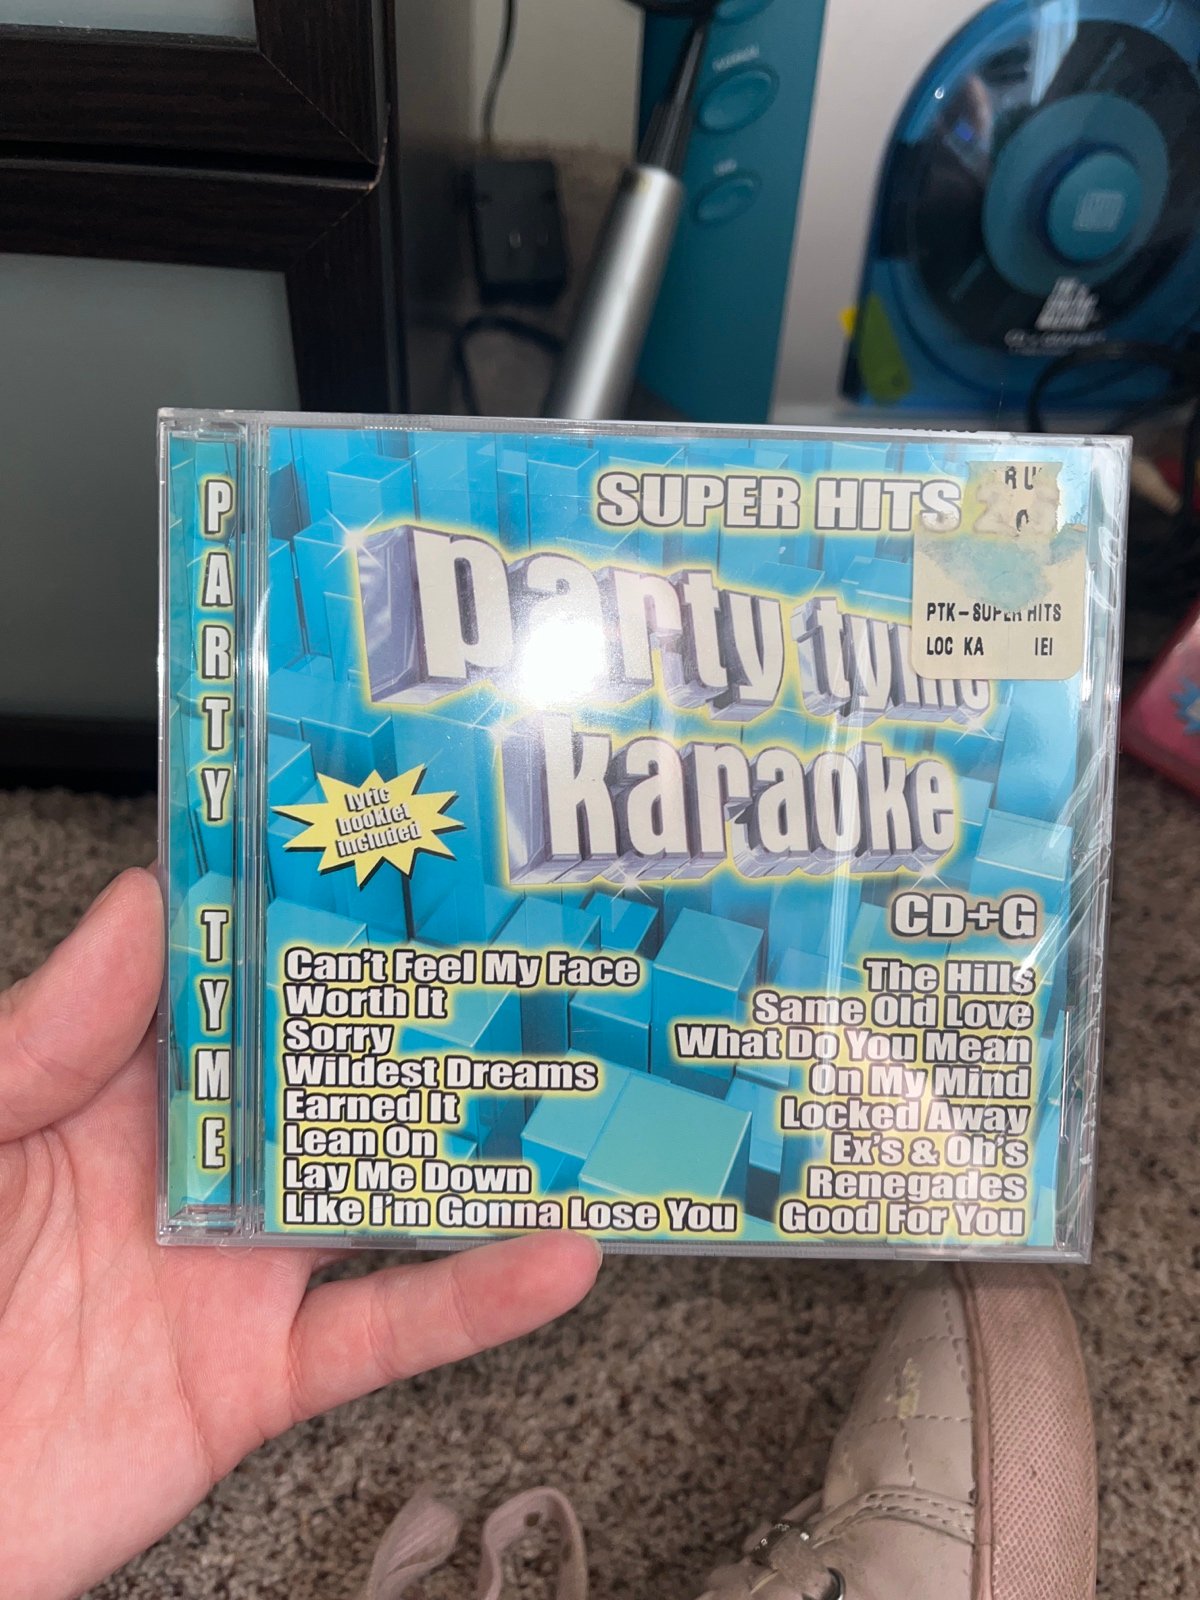 PARTY TYME
SUPER HITS
party tyme
karaoke
PTK-SUPER HITS
LOC KA IEI
lyric
booklet
included
CD+G
Can't Feel My Face
Worth It
Sorry
Wildest Dreams
Earned It
Lean On
Lay Me Down
Like I'm Gonna Lose You
The Hills
Same Old Love
What Do You Mean
On My Mind
Locked Away
Ex's & Oh's
Renegades
Good For You